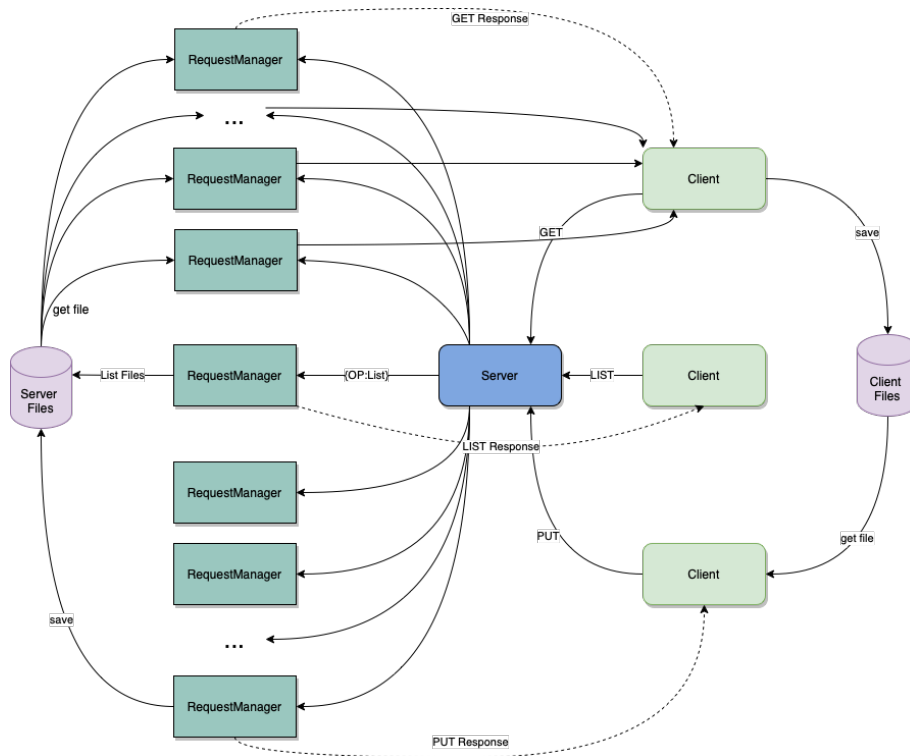 GET Response
RequestManager
...
RequestManager
Client
RequestManager
GET
save
get file
Server
Files
List Files
RequestManager
{OP:List}
Server
LIST
Client
Client
Files
LIST Response
RequestManager
PUT
get file
RequestManager
Client
save
...
RequestManager
PUT Response